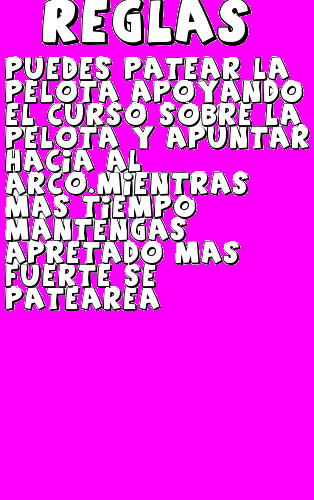 REGLAS
PUEDES PATEAR LA
PELOTA APOYANDO
EL CURSO SOBRE LA
PELOTA Y APUNTAR
HACIA AL
ARCO.MIENTRAS
MAS TIEMPO
MANTENGAS
APRETADO MAS
FUERTE SE
PATEAREA